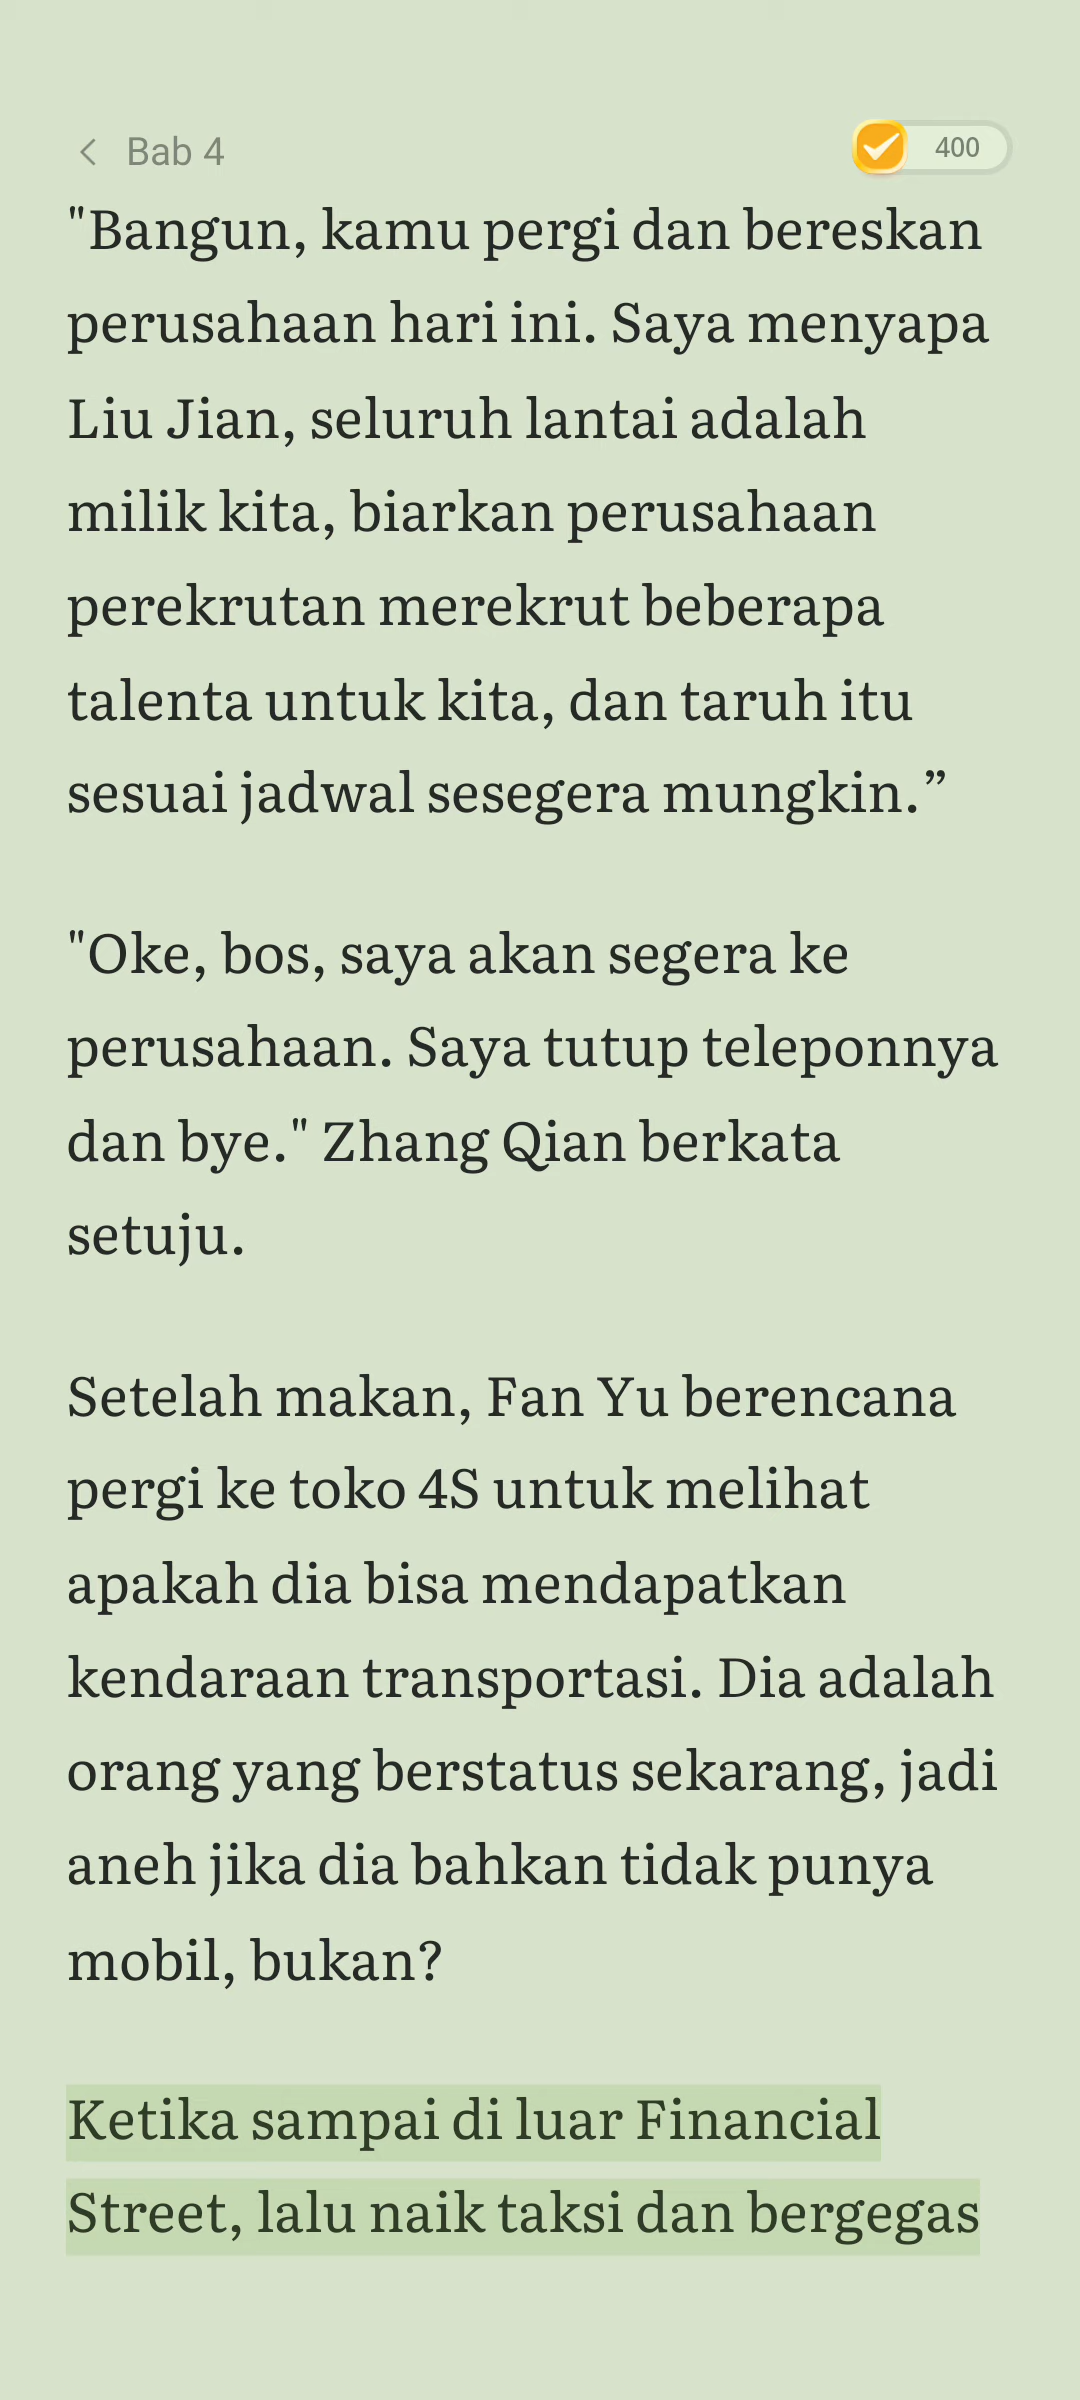 Bab 4
400
"Bangun, kamu pergi dan bereskan
perusahaan hari ini. Saya menyapa
Liu Jian, seluruh lantai adalah
milik kita, biarkan perusahaan
perekrutan merekrut beberapa
talenta untuk kita, dan taruh itu
sesuai jadwal sesegera mungkin.”
"Oke, bos, saya akan segera ke
perusahaan. Saya tutup teleponnya
dan bye." Zhang Qian berkata
setuju.
Setelah makan, Fan Yu berencana
pergi ke toko 4S untuk melihat
apakah dia bisa mendapatkan
kendaraan transportasi. Dia adalah
orang yang berstatus sekarang, jadi
aneh jika dia bahkan tidak punya
mobil, bukan?
Ketika sampai di luar Financial
Street, lalu naik taksi dan bergegas